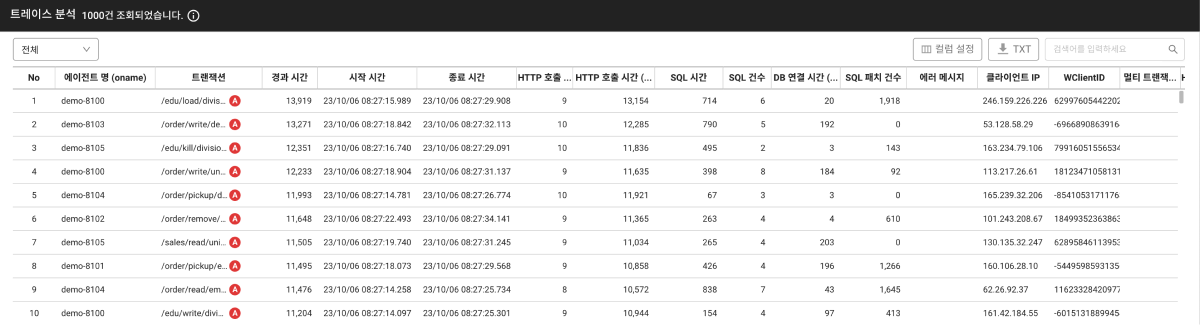 트레이스 분석 1000건 조회되었습니다.
전체 컬럼 설정 TXT 검색어를 입력하세요
No 에이전트 명 (oname) 트랜잭션 경과 시간 시작 시간 종료 시간 HTTP 호출 ... HTTP 호출 시간 (... SQL 시간 SQL 건수 DB 연결 시간 (... SQL 패치 건수 에러 메시지 클라이언트 IP WClientID 멀티 트랜잭...
1 demo-8100 /edu/load/divis... A 13,919 23/10/06 08:27:15.989 23/10/06 08:27:29.908 9 13,154 714 6 20 1,918 246.159.226.226 62997605442202
2 demo-8103 /order/write/de... A 13,271 23/10/06 08:27:18.842 23/10/06 08:27:32.113 10 12,285 790 5 192 0 53.128.58.29 -6966890863916
3 demo-8105 /edu/kill/division... A 12,351 23/10/06 08:27:16.740 23/10/06 08:27:29.091 10 11,836 495 2 3 143 163.234.79.106 79916051556534
4 demo-8100 /order/write/un... A 12,233 23/10/06 08:27:18.904 23/10/06 08:27:31.137 9 11,635 398 8 184 92 113.217.26.61 18123471058131
5 demo-8104 /order/pickup/d... A 11,993 23/10/06 08:27:14.781 23/10/06 08:27:26.774 10 11,921 67 3 3 0 165.239.32.206 -8541053171176
6 demo-8102 /order/remove/... A 11,648 23/10/06 08:27:22.493 23/10/06 08:27:34.141 9 11,365 263 4 4 610 101.243.208.67 18499352363863
7 demo-8105 /sales/read/uni... A 11,505 23/10/06 08:27:19.740 23/10/06 08:27:31.245 9 11,034 265 4 203 0 130.135.32.247 62895846113953
8 demo-8101 /order/pickup/e... A 11,495 23/10/06 08:27:18.073 23/10/06 08:27:29.568 9 10,858 426 4 196 1,266 160.106.28.10 -5449598593135
9 demo-8104 /order/read/em... A 11,476 23/10/06 08:27:14.258 23/10/06 08:27:25.734 8 10,572 838 7 43 1,645 62.26.92.37 11623328420977
10 demo-8100 /edu/write/divi... A 11,204 23/10/06 08:27:14.097 23/10/06 08:27:25.301 9 10,944 154 4 97 413 161.42.184.55 -6015131889945